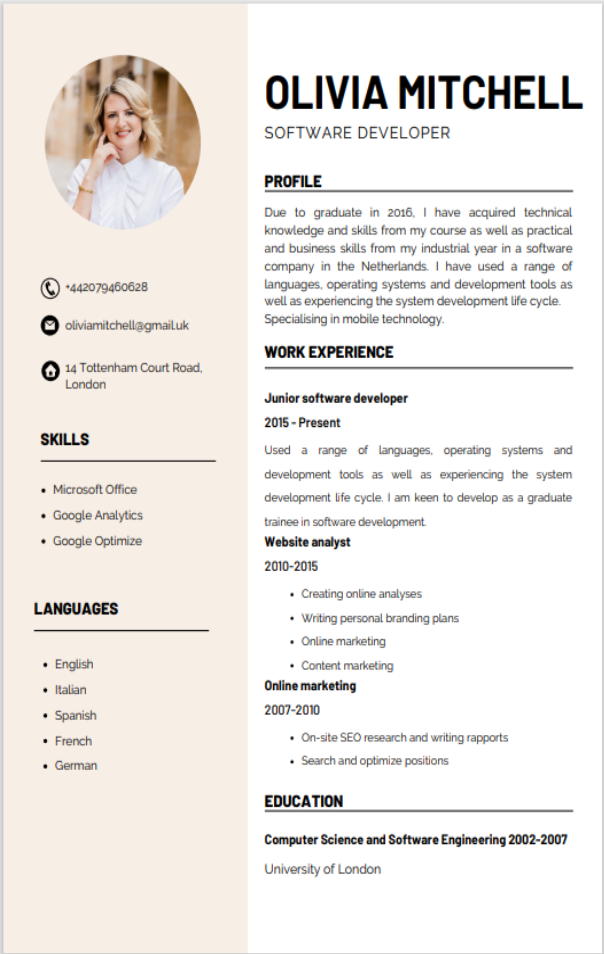 OLIVIA MITCHELL
SOFTWARE DEVELOPER
+442079460628
oliviamitchell@gmail.uk
14 Tottenham Court Road,
London
SKILLS
• Microsoft Office
• Google Analytics
• Google Optimize
LANGUAGES
• English
• Italian
• Spanish
• French
• German
PROFILE
Due to graduate in 2016, I have acquired technical
knowledge and skills from my course as well as practical
and business skills from my industrial year in a software
company in the Netherlands. I have used a range of
languages, operating systems and development tools as
well as experiencing the system development life cycle.
Specialising in mobile technology.
WORK EXPERIENCE
Junior software developer
2015 - Present
Used a range of languages, operating systems and
development tools as well as experiencing the system
development life cycle. I am keen to develop as a graduate
trainee in software development.
Website analyst
2010-2015
• Creating online analyses
• Writing personal branding plans
• Online marketing
• Content marketing
Online marketing
2007-2010
• On-site SEO research and writing rapports
• Search and optimize positions
EDUCATION
Computer Science and Software Engineering 2002-2007
University of London